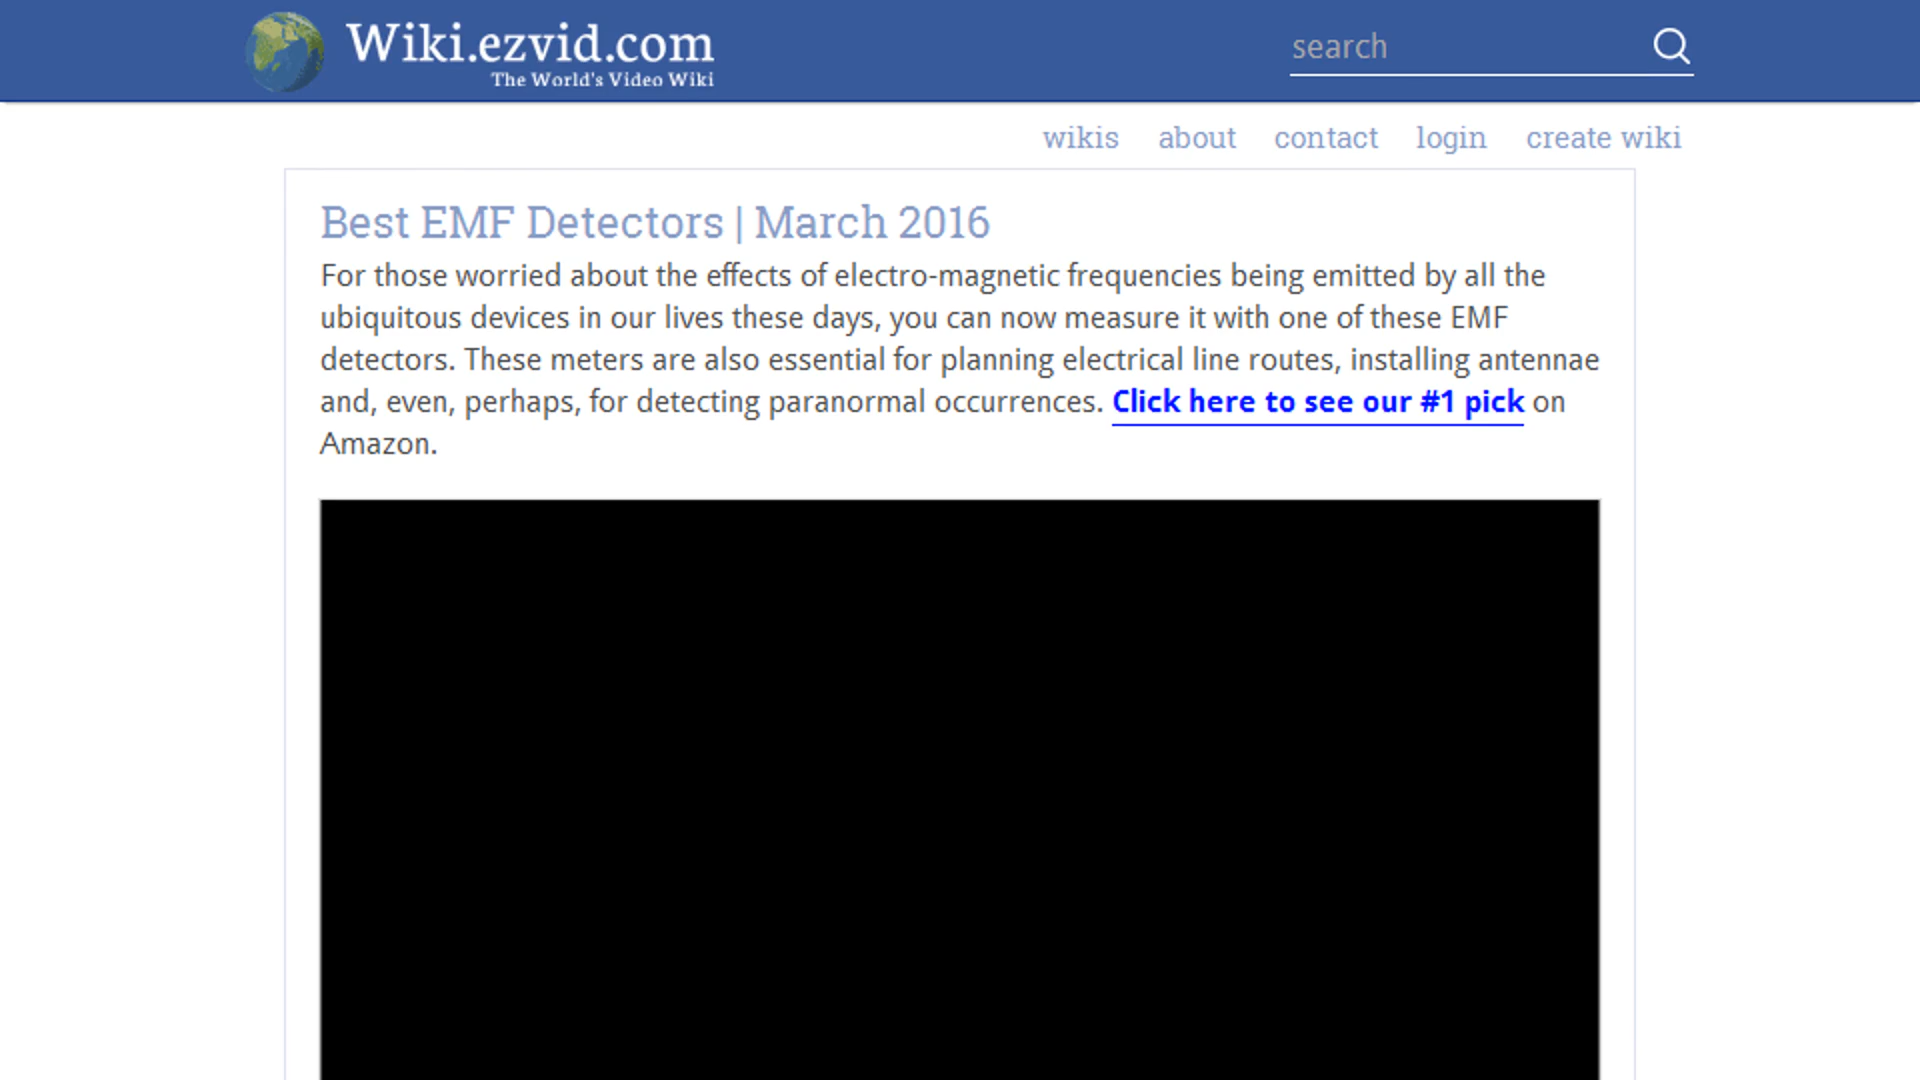 Wiki.ezvid.com
The World's Video Wiki
search
wikis about contact login create wiki
Best EMF Detectors | March 2016
For those worried about the effects of electro-magnetic frequencies being emitted by all the
ubiquitous devices in our lives these days, you can now measure it with one of these EMF
detectors. These meters are also essential for planning electrical line routes, installing antennae
and, even, perhaps, for detecting paranormal occurrences. Click here to see our #1 pick on
Amazon.